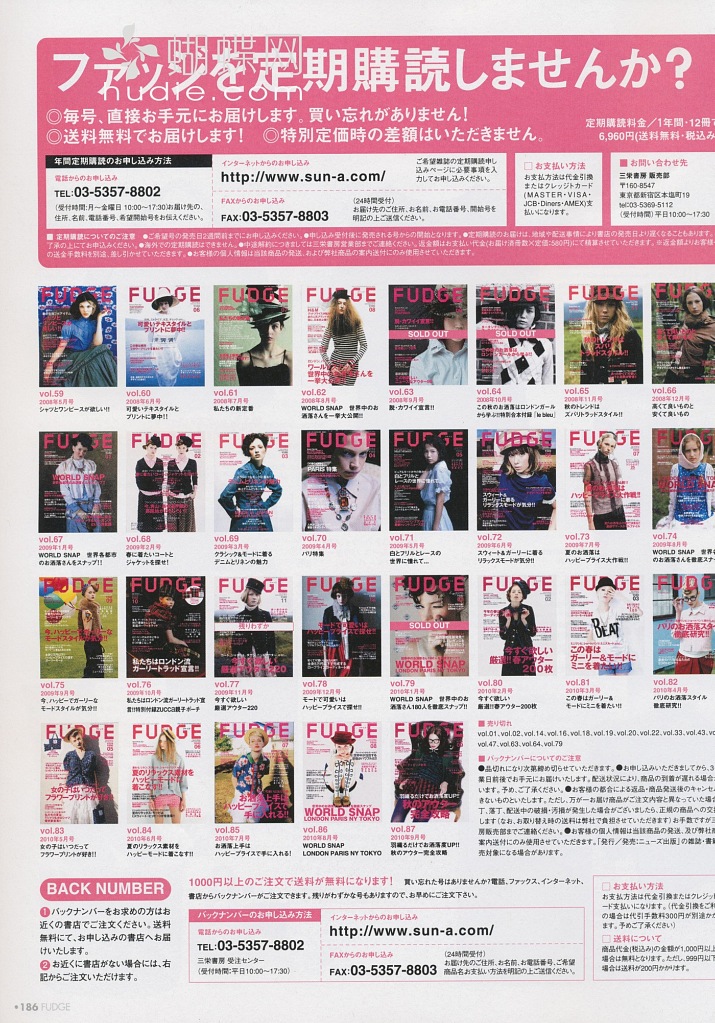 蝴蝶网
hudie.com
ファッジを定期購読しませんか?
◎毎号、直接お手元にお届けします。買い忘れがありません!
◎送料無料でお届けします! ◎特別定価時の差額はいただきません。
定期購読料金／1年間・12冊で
6,960円(送料無料・税込み
年間定期購読のお申し込み方法
電話からのお申し込み
TEL:03-5357-8802
(受付時間:月〜金曜日 10:00〜17:30)お届け先の、
住所、名前、電話番号、希望開始号をお伝えください。
インターネットからのお申し込み
http://www.sun-a.com/
ご希望雑誌の定期購読申し
込みページに必要事項を入
力してお申し込みください。
FAXからのお申し込み
FAX:03-5357-8803
(24時間受付)
お届け先のご住所、お名前、お電話番号、開始号を
明記の上ご送信ください。
□ お支払い方法
お支払方法は代金引換
またはクレジットカード
(MASTER・VISA・
JCB・Diners・AMEX)支
払いになります。
■ お問い合わせ先
三栄書房 販売部
〒160-8547
東京都新宿区本塩町19
tel:03-5369-5112
(受付時間) 平日10:00〜17:30
■ 定期購読についてのご注意 ●ご希望号の発売日2週間前までにお申し込みください。●申し込み受付後に発売される号からの開始となります。●定期購読のお届けは、地域や配送事情により書店の発売日より遅くなることもあります。
了承の上にてお申込みください。●海外での定期購読はできません。●中途解約につきましては三栄書房営業部までご連絡ください。返金額はお支払い代金(お届け済冊数×定価:580円)にて精算させていただきます。※返金額よりお客様
の送金手数料を別途、差し引かせていただきます。●お客様の個人情報は当該商品の発送、および弊社商品の案内送付にのみ使用させていただきます。
FUDGE FUDGE FUDGE FUDGE FUDGE FUDGE FUDGE FUDGE
SOLD OUT
SOLD OUT
vol.59
2008年5月号
シャツとワンピースが欲しい!!
vol.60
2008年6月号
可愛いテキスタイルと
プリントに夢中!!
vol.61
2008年7月号
私たちの新定番
vol.62
2008年8月号
WORLD SNAP 世界中のお
洒落さんを一挙大公開!!
vol.63
2008年9月号
脱・カワイイ宣言!!
vol.64
2008年10月号
この秋のお洒落はロンドンガール
から学ぶ!!特別合本付録「le bleu」
vol.65
2008年11月号
秋のトレンドは
ズバリトラッドスタイル!!
vol.66
2008年12月号
高くて良いものと
安くて良いもの
FUDGE FUDGE FUDGE FUDGE FUDGE FUDGE FUDGE FUDGE
WORLD SNAP
PARIS 特集
vol.67
2009年1月号
WORLD SNAP 世界各都市
のお洒落さんをスナップ!!
vol.68
2009年2月号
春に着たいコートと
ジャケットを探せ!
vol.69
2009年3月号
クラシック&モードに着る
デニムとリネンの魅力
vol.70
2009年4月号
パリ特集
vol.71
2009年5月号
白とフリルとレースの
世界に憧れて…
vol.72
2009年6月号
スウィート&ガーリーに着る
リラックスモードが気分!!
vol.73
2009年7月号
夏のお洒落は
ハッピープライス大作戦!!
vol.74
2009年8月号
WORLD SNAP 世界中
のお洒落さんを徹底スナップ
FUDGE FUDGE FUDGE FUDGE FUDGE FUDGE FUDGE FUDGE
残りわずか
SOLD OUT
vol.75
2009年9月号
今、ハッピーでガーリーな
モードスタイルが気分!!
vol.76
2009年10月号
私たちはロンドン流ガーリートラッド宣
言!!特別付録ZUCCa親子ポーチ
vol.77
2009年11月号
今すぐ欲しい
厳選アウター220
vol.78
2009年12月号
モードで可愛いは
ハッピープライスで探せ!!
vol.79
2010年1月号
WORLD SNAP 世界中の
お洒落さん180人を徹底スナップ!!
vol.80
2010年2月号
今すぐ欲しい
厳選!!春アウター200枚
vol.81
2010年3月号
この春はガーリー&
モードにミニを着たい!!
vol.82
2010年4月号
パリのお洒落スタイル
徹底研究!!
FUDGE FUDGE FUDGE FUDGE FUDGE
vol.83
2010年5月号
女の子はいつだって
フラワープリントが好き!!
vol.84
2010年6月号
夏のリラックス素材を
ハッピーモードに着こなす!!
vol.85
2010年7月号
お洒落上手は
ハッピープライスで手に入れる!
vol.86
2010年8月号
WORLD SNAP
LONDON PARIS NY TOKYO
vol.87
2010年9月号
羽織るだけでお洒落度UP!!
秋のアウター完全攻略
■ 売り切れ
vol.01、vol.02、vol.14、vol.16、vol.18、vol.19、vol.20、vol.22、vol.33、vol.43、vo
vol.47、vol.63、vol.64、vol.79
■ バックナンバーについてのご注意
●品切れになり次第締め切らせていただきます。●お申し込みいただきましてから、3
業日前後でお手元にお届けいたします。配送状況により、商品の到着が遅れる場合
います。予め、ご了承ください。●お客様の都合による返品・商品発送後のキャンセ
きないものといたします。ただし、万が一お届け商品がご注文内容と異なっていた場
丁、落丁、配送中の破損・汚損が発生した場合がございましたら、正規の商品への交
します(なお、お取り替え時の送料は弊社で負担させていただきます)お手数ですが
房販売部までご連絡ください。●お客様の個人情報は当該商品の発送、及び弊社
案内送付にのみ使用させていただきます。「発行／発売:ニューズ出版」の雑誌・書籍
売対象になる場合があります。
BACK NUMBER
❶ バックナンバーをお求めの方はお
近くの書店でご注文ください。送料
無料にて、お申し込みの書店へお届
けいたします。
❷ お近くに書店がない場合には、右
記からご注文いただけます。
1000円以上のご注文で送料が無料になります! 買い忘れた号はありませんか?電話、ファックス、インターネット、
書店からバックナンバーがご注文できます。残りわずかな号もありますので、お早めにご注文下さい。
バックナンバーのお申し込み方法
電話からのお申し込み
TEL:03-5357-8802
三栄書房 受注センター
(受付時間:平日10:00〜17:30)
インターネットからのお申し込み
http://www.sun-a.com/
FAXからのお申し込み
FAX:03-5357-8803
(24時間受付)
お届け先のご住所、お名前、お電話番号、ご希望
商品名お支払い方法を明記の上ご送信ください。
□ お支払い方法
お支払方法は代金引換またはクレジッ
ード支払いになります。(代金引換をご利
の場合は代引手数料300円が別途か
す。予めご了承ください)
□ 送料について
商品代金(税込み)の金額が1,000円以上
場合は無料となります。ただし、999円以下
場合は送料が200円かかります。
•186 FUDGE